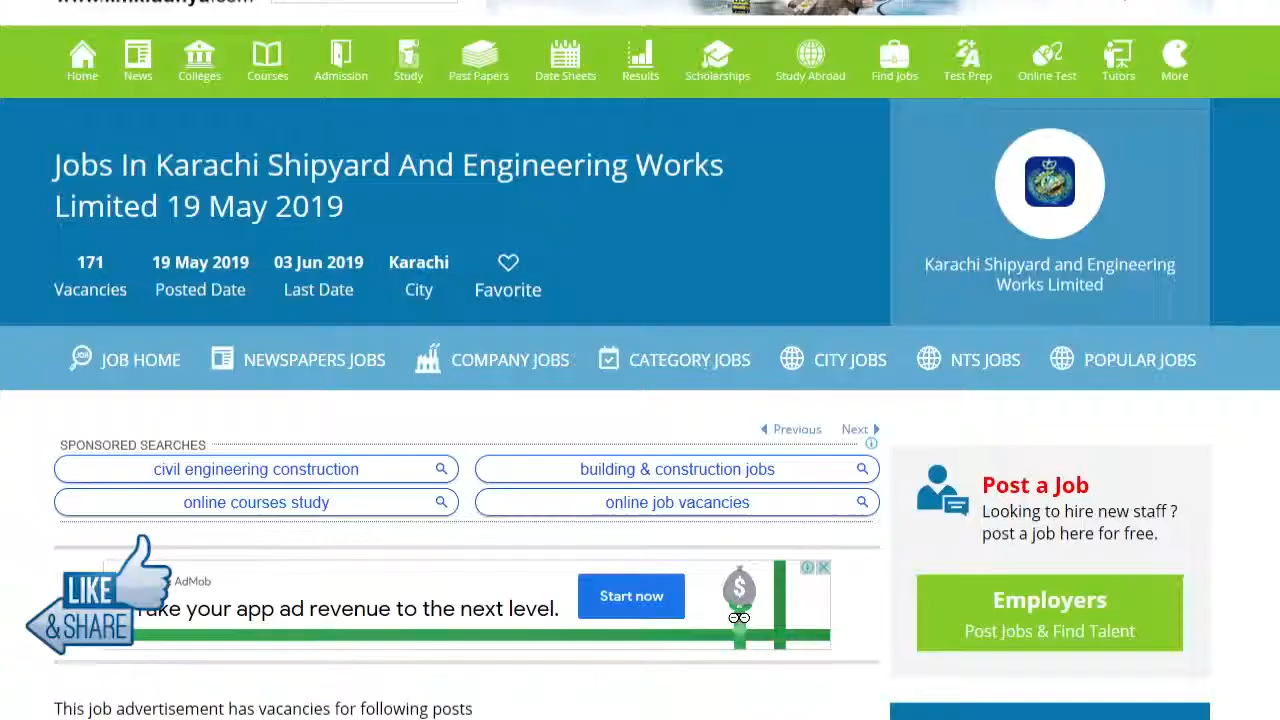 Home News Colleges Courses Admission Study Past Papers Date Sheets Results Scholarships Study Abroad Find Jobs Test Prep Online Test Tutors More
Jobs In Karachi Shipyard And Engineering Works
Limited 19 May 2019
171 19 May 2019 03 Jun 2019 Karachi
Vacancies Posted Date Last Date City Favorite
Karachi Shipyard and Engineering
Works Limited
JOB HOME NEWSPAPERS JOBS COMPANY JOBS CATEGORY JOBS CITY JOBS NTS JOBS POPULAR JOBS
Previous Next
SPONSORED SEARCHES
civil engineering construction building & construction jobs
online courses study online job vacancies
Post a Job
Looking to hire new staff ?
post a job here for free.
AdMob
your app ad revenue to the next level.
Start now
LIKE
& SHARE
Employers
Post Jobs & Find Talent
This job advertisement has vacancies for following posts